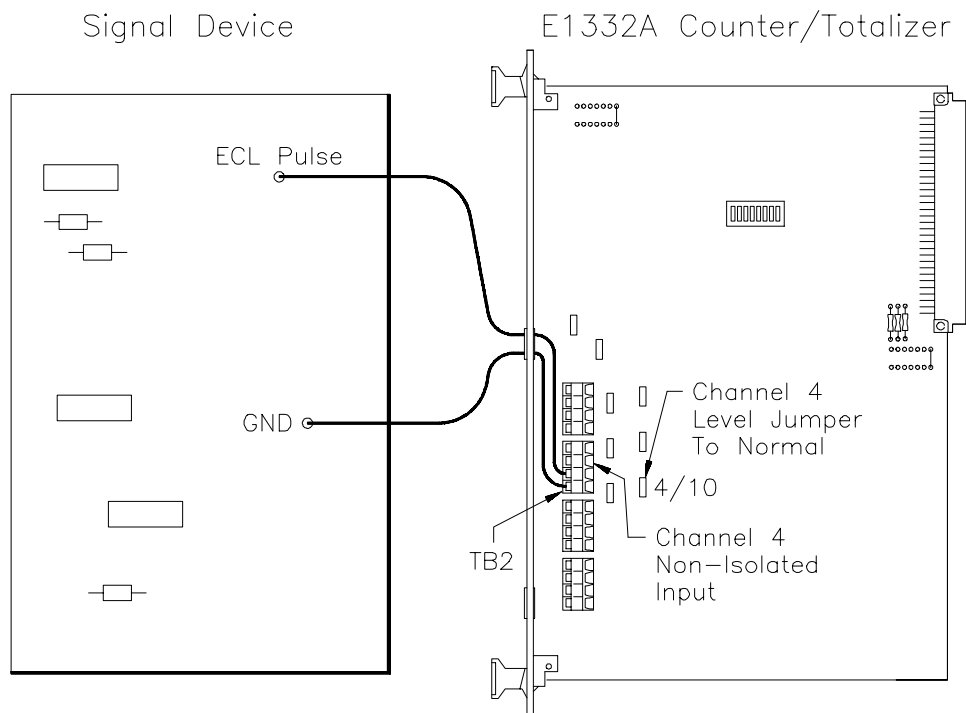 Signal Device
E1332A Counter/Totalizer
ECL Pulse
GND
Channel 4
Level Jumper
To Normal
4/10
TB2
Channel 4
Non-Isolated
Input